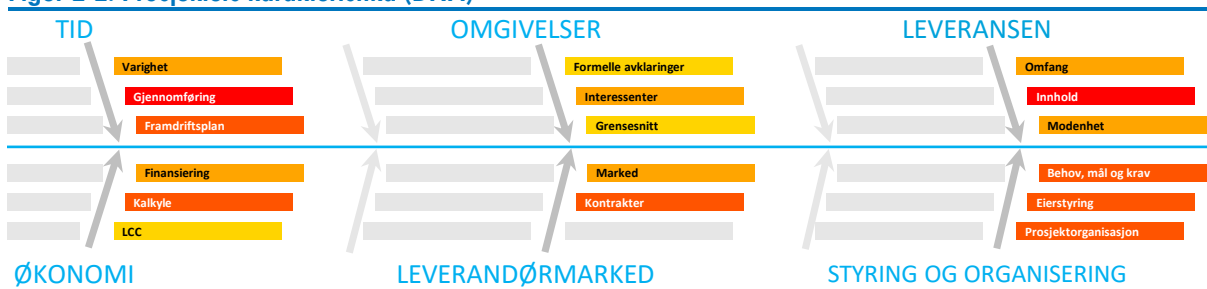 TID
OMGIVELSER
LEVERANSEN
Varighet
Gjennomføring
Framdriftsplan
Formelle avklaringer
Interessenter
Grensesnitt
Omfang
Innhold
Modenhet
Finansiering
Kalkyle
LCC
Marked
Kontrakter
Behov, mål og krav
Eierstyring
Prosjektorganisasjon
ØKONOMI
LEVERANDØRMARKED
STYRING OG ORGANISERING